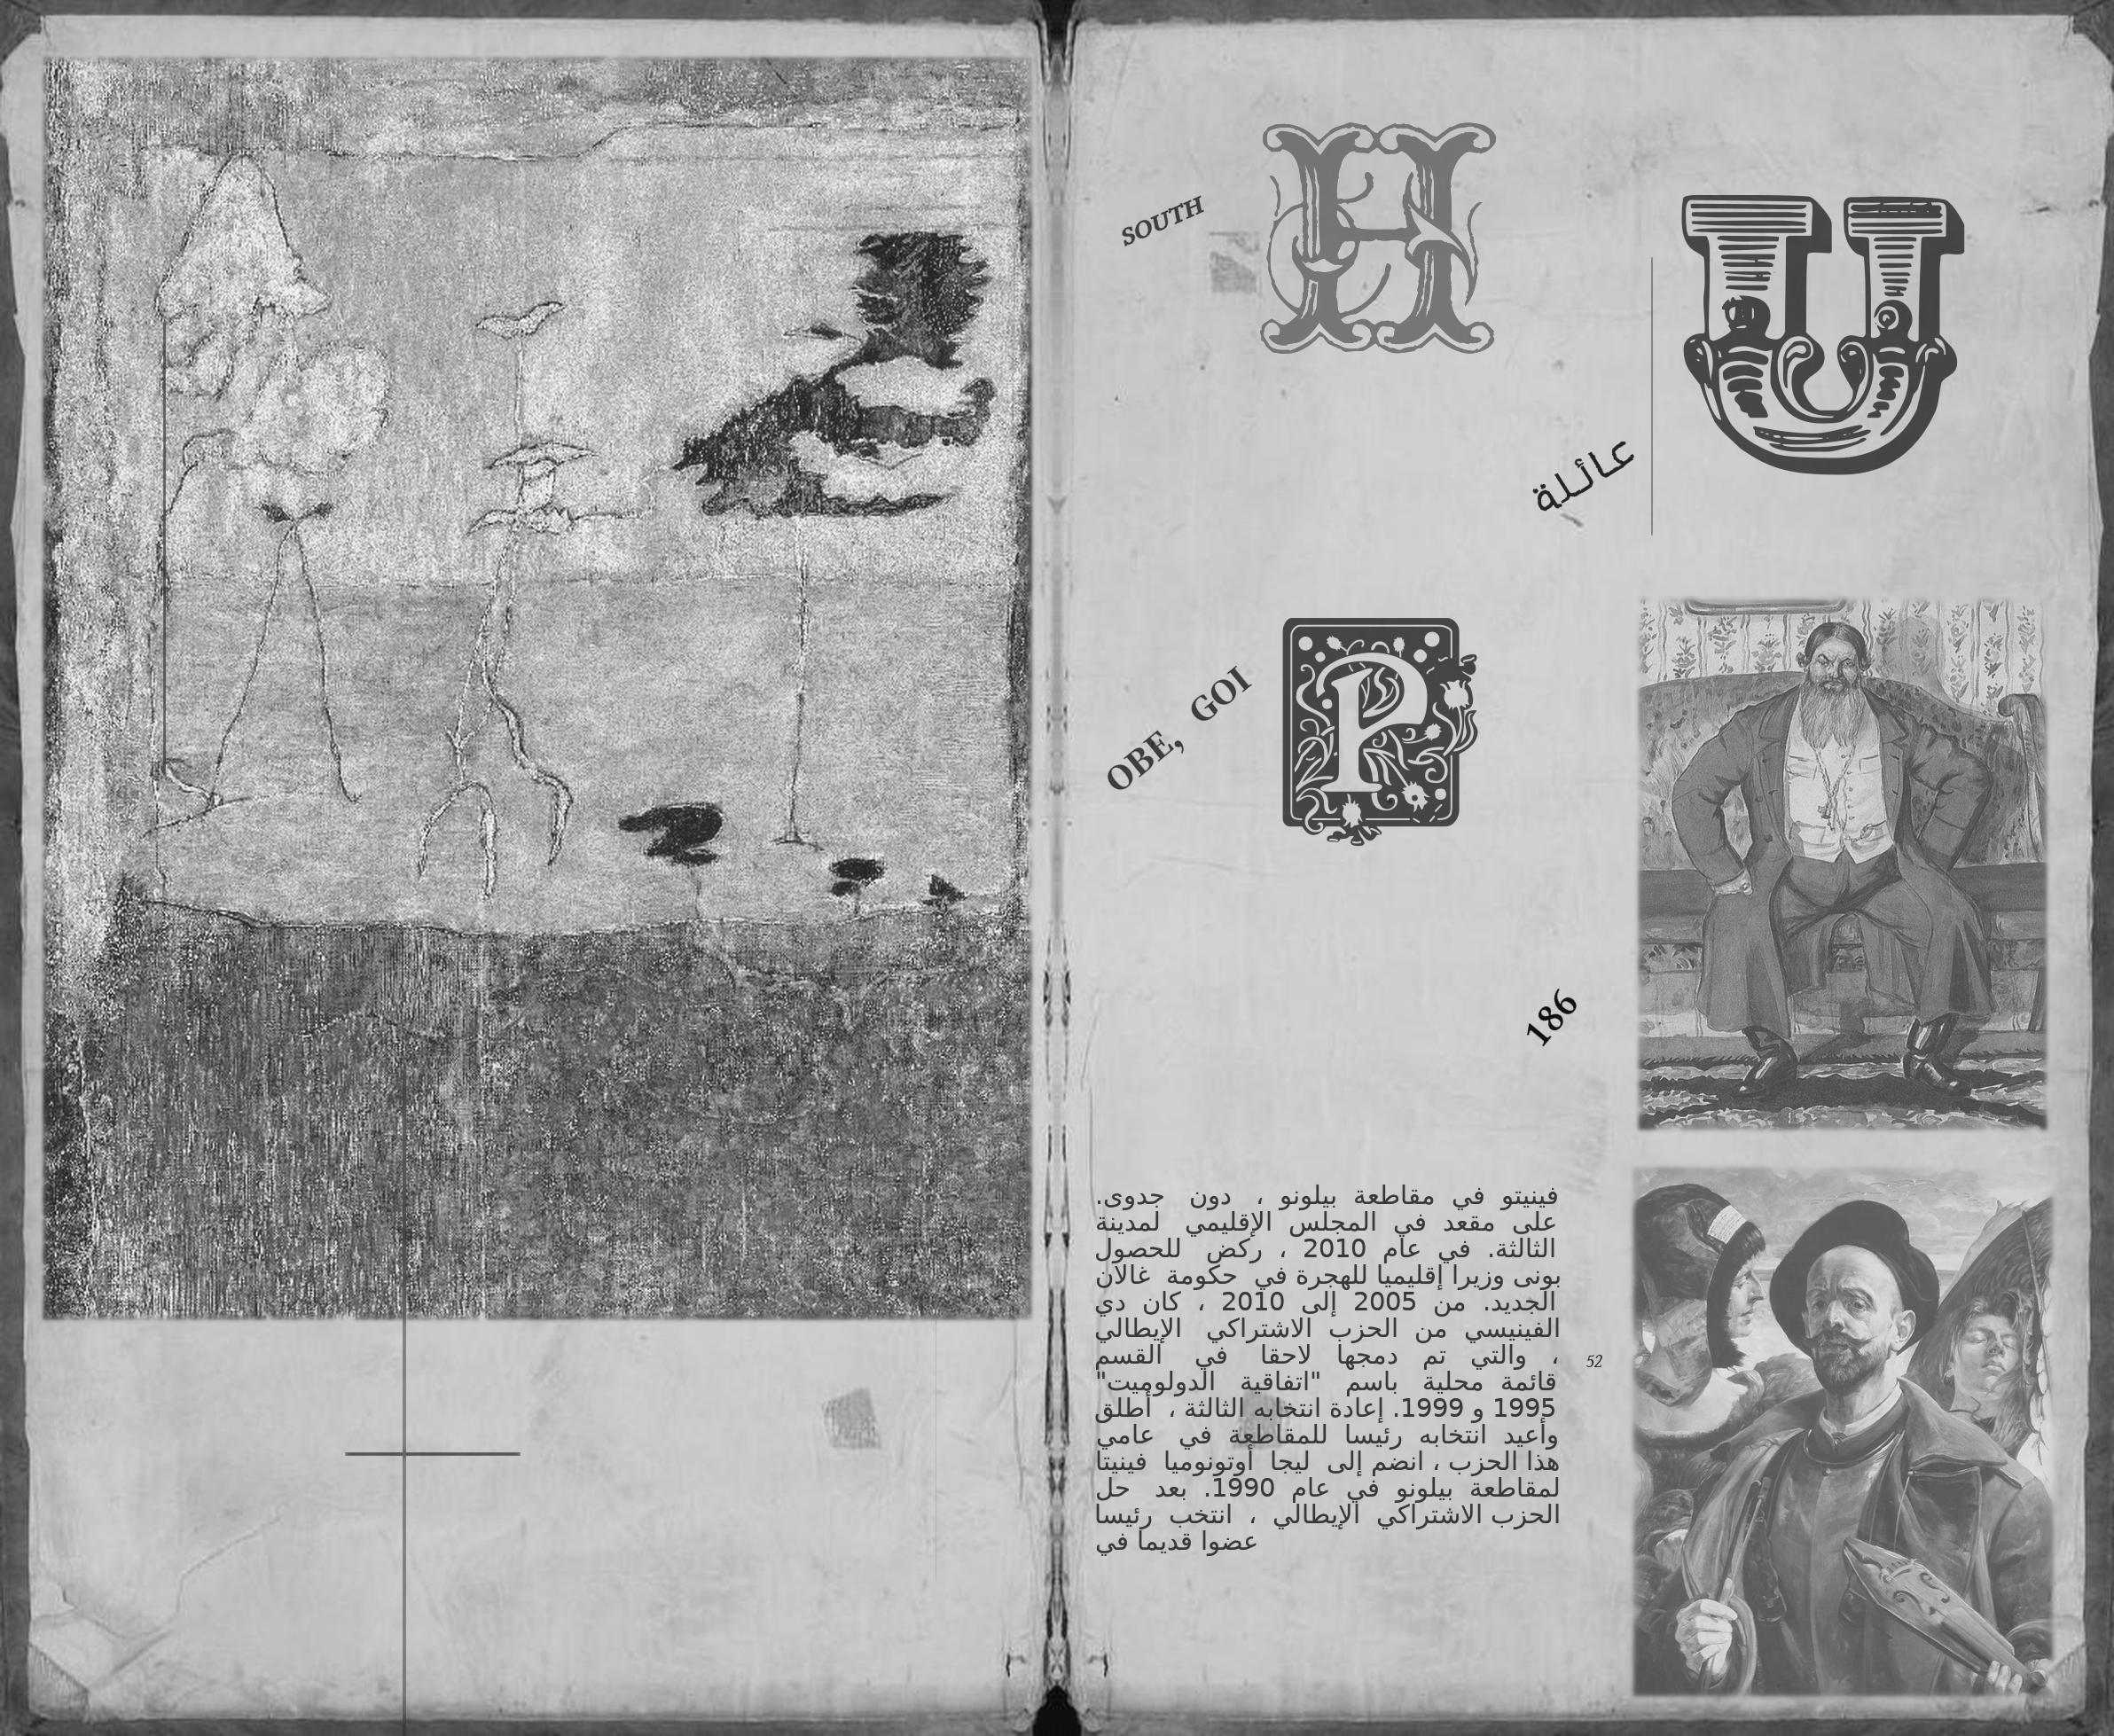 SOUTH
H
U
عائلة
OBE, GOI
P
186
فينيتو في مقاطعة بيلونو ، دون جدوى.
على مقعد في المجلس الإقليمي لمدينة
الثالثة. في عام 2010 ، ركض للحصول
بونى وزيرا إقليميا للهجرة في حكومة غالان
الجديد. من 2005 إلى 2010 ، كان دي
الفينيسي من الحزب الاشتراكي الإيطالي
، والتي تم دمجها لاحقا في القسم
قائمة محلية باسم "اتفاقية الدولوميت"
1995 و 1999. إعادة انتخابه الثالثة ، أطلق
وأعيد انتخابه رئيسا للمقاطعة في عامي
هذا الحزب ، انضم إلى ليجا أوتونوميا فينيتا
لمقاطعة بيلونو في عام 1990. بعد حل
الحزب الاشتراكي الإيطالي ، انتخب رئيسا
عضوا قديما في
52